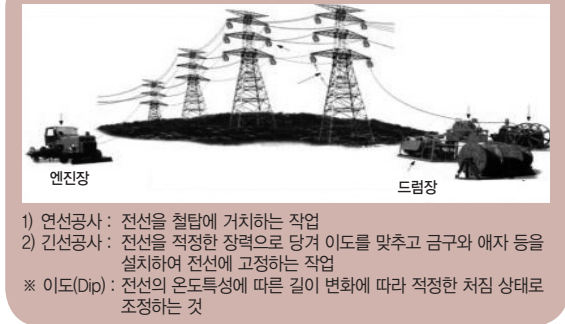 엔진장
드럼장
1) 연선공사 : 전선을 철탑에 거치하는 작업
2) 긴선공사 : 전선을 적정한 장력으로 당겨 이도를 맞추고 금구와 애자 등을
설치하여 전선에 고정하는 작업
※ 이도(Dip) : 전선의 온도특성에 따른 길이 변화에 따라 적정한 처짐 상태로
조정하는 것